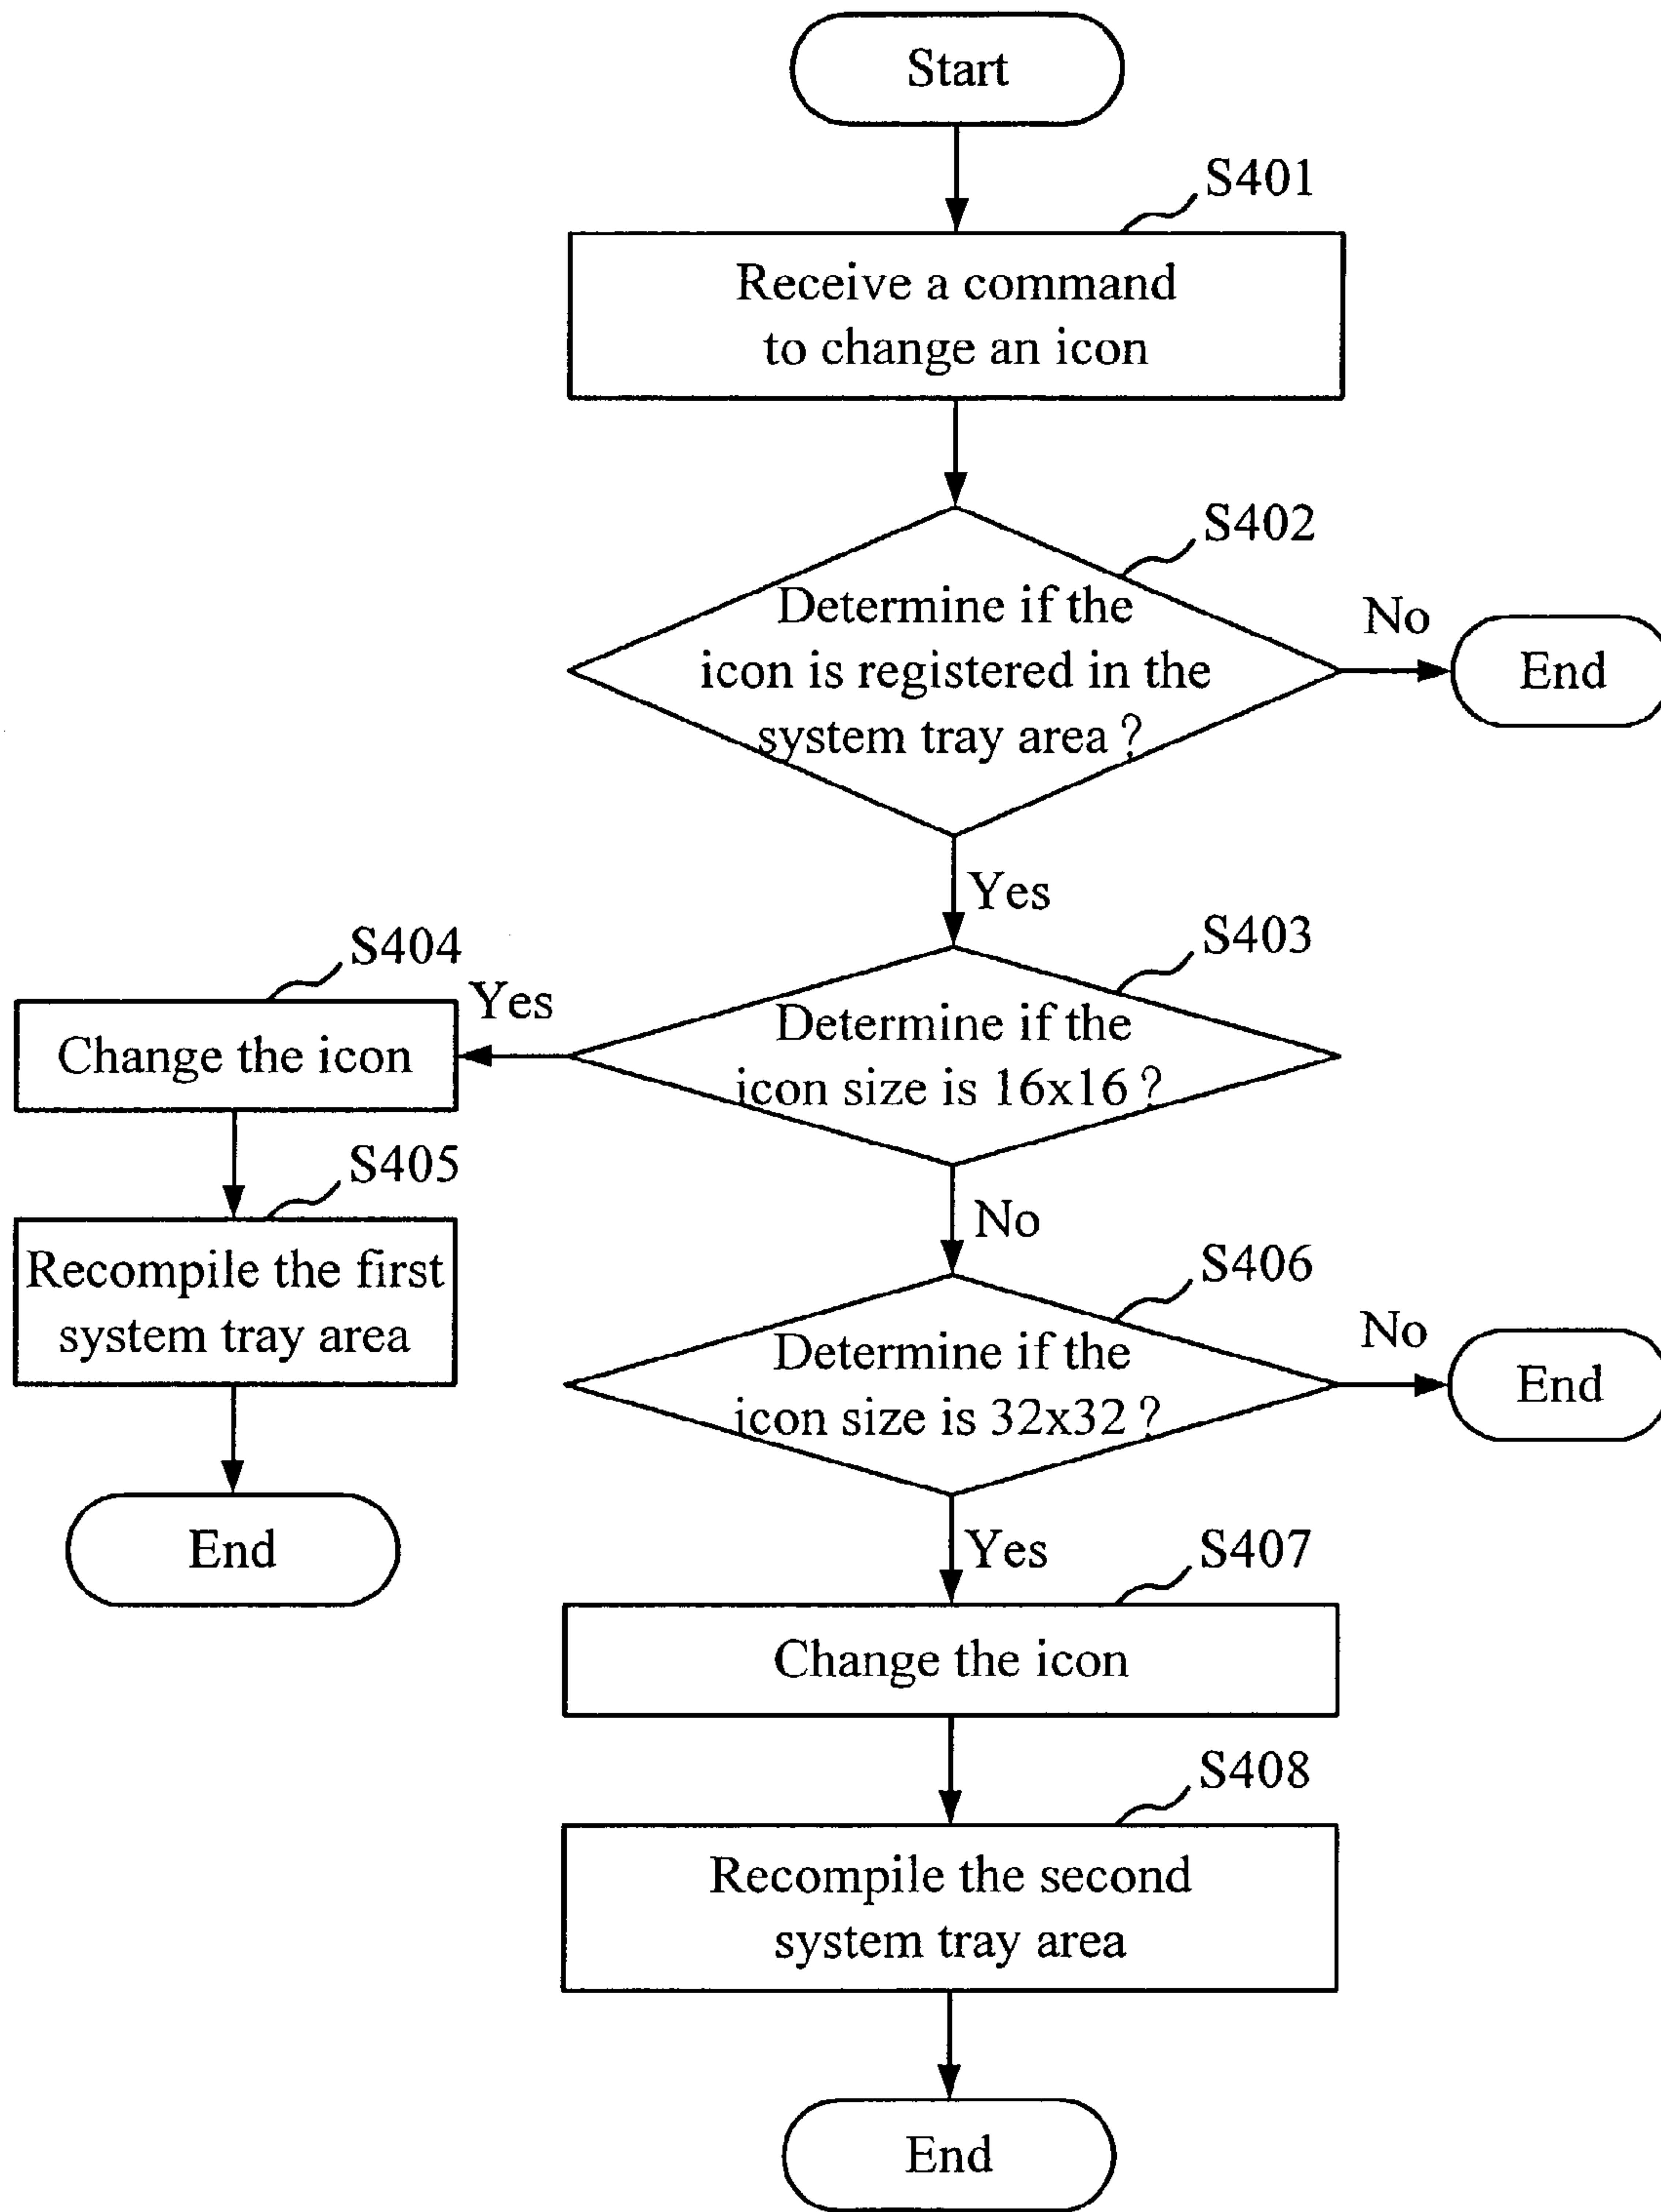 Start
S401
Receive a command
to change an icon
S402
Determine if the
icon is registered in the
system tray area ?
No
End
Yes
S403
Determine if the
icon size is 16x16 ?
Yes
S404
Change the icon
S405
Recompile the first
system tray area
End
No
S406
Determine if the
icon size is 32x32 ?
No
End
Yes
S407
Change the icon
S408
Recompile the second
system tray area
End